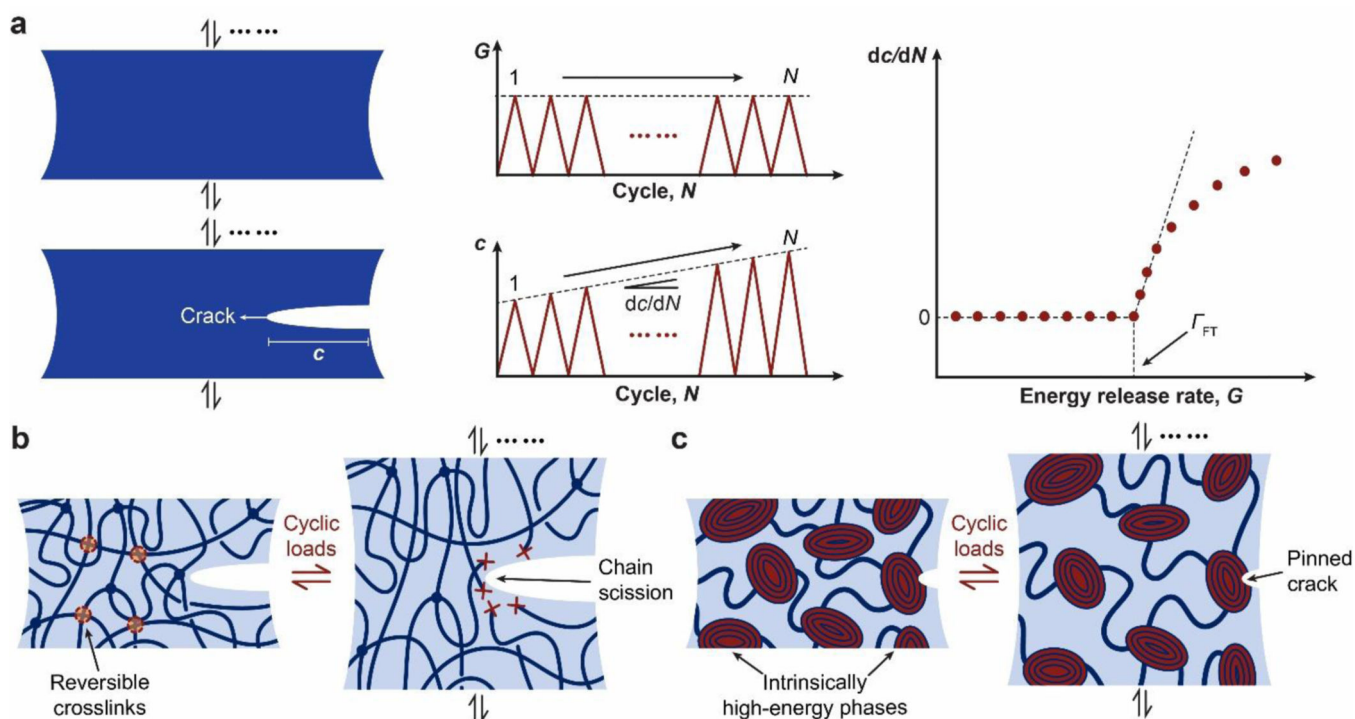 a
……
G
1
N
……
Cycle, N
dc/dN
0
Γ_FT
Energy release rate, G
……
Crack
c
c
1
N
dc/dN
……
Cycle, N
b
……
Cyclic
loads
Chain
scission
Reversible
crosslinks
c
……
Cyclic
loads
Pinned
crack
Intrinsically
high-energy phases